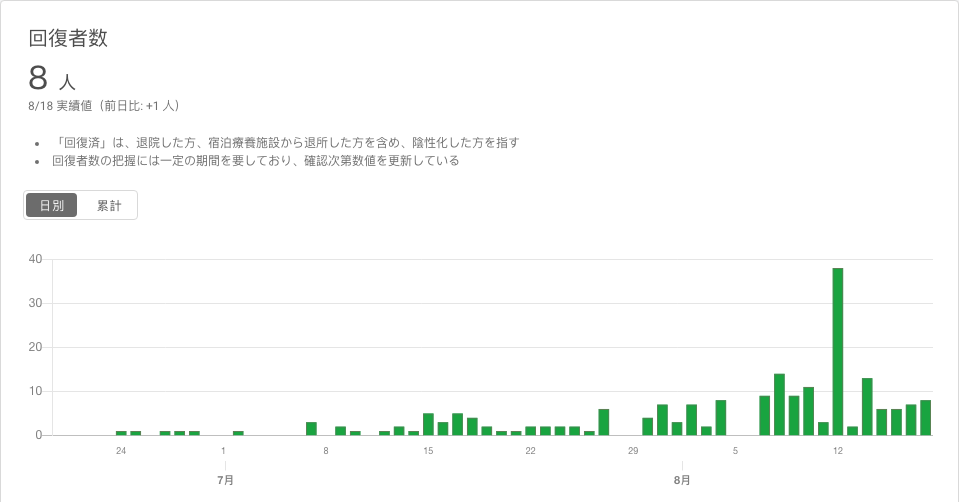 回復者数
8 人
8/18 実績値（前日比: +1 人）
• 「回復済」は、退院した方、宿泊療養施設から退所した方を含め、陰性化した方を指す
• 回復者数の把握には一定の期間を要しており、確認次第数値を更新している
日別 累計
40
30
20
10
0
24 1 8 15 22 29 5 12
7月 8月